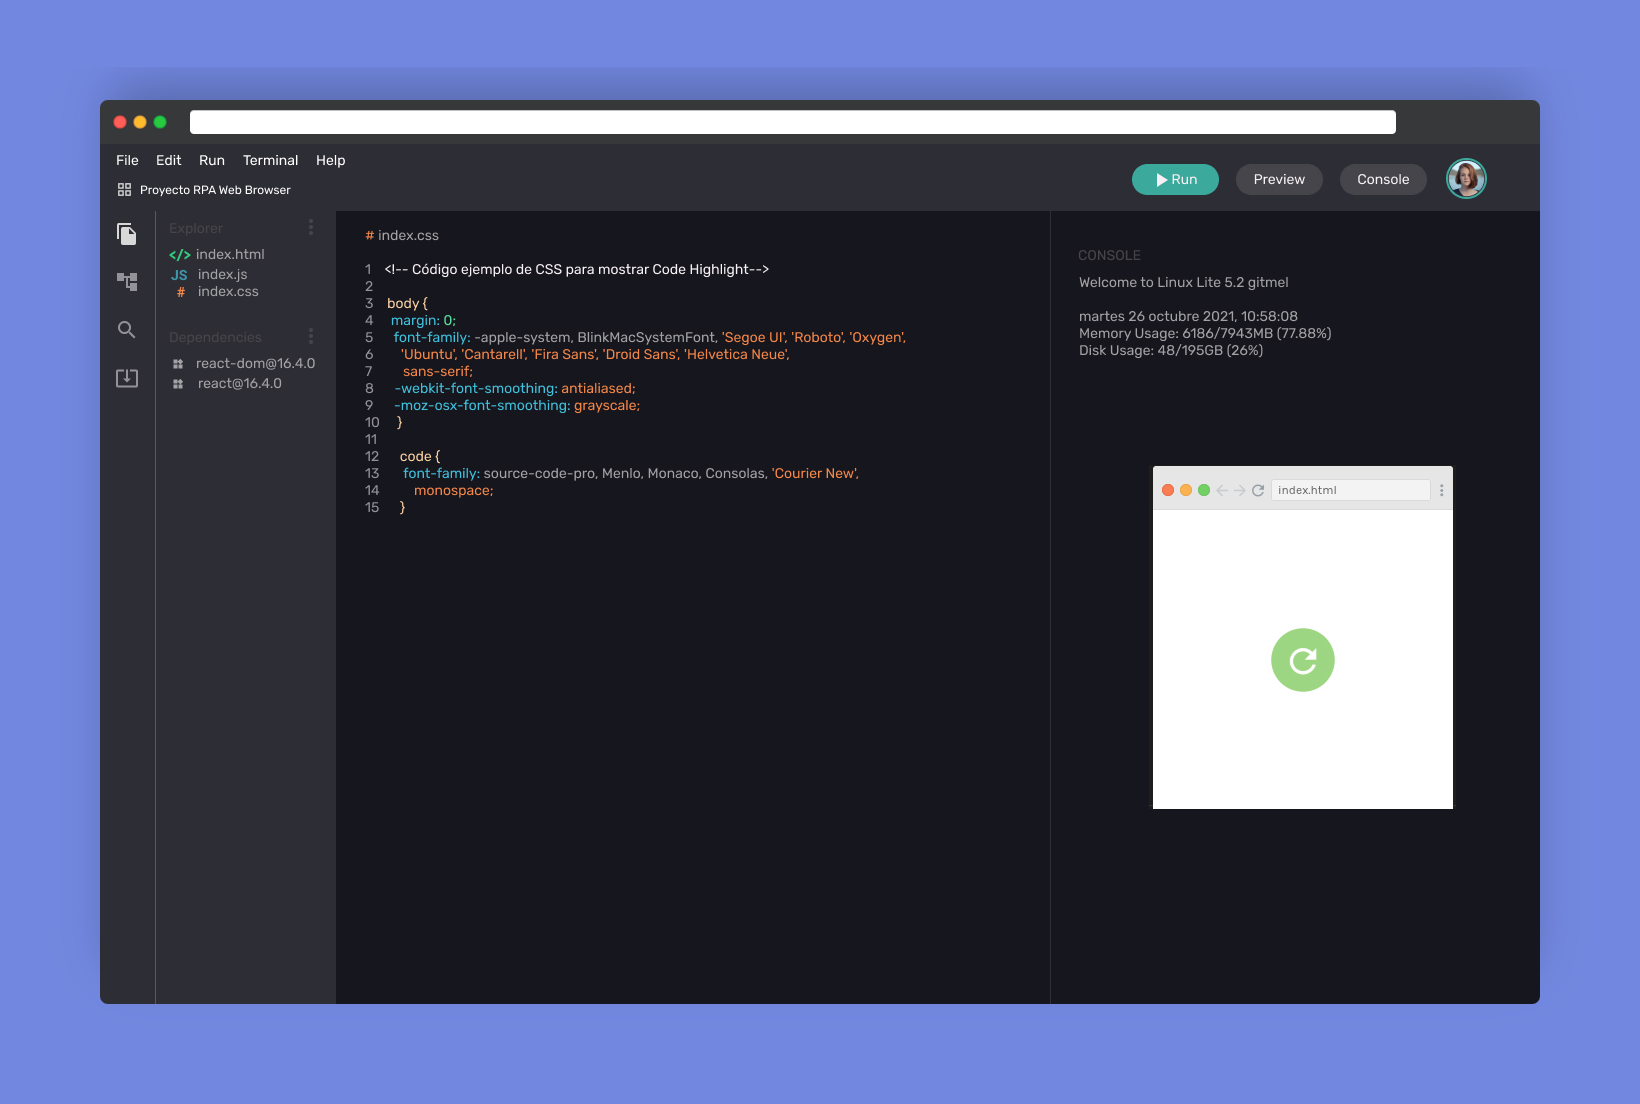 File Edit Run Terminal Help
Proyecto RPA Web Browser
Run Preview Console
Explorer
</> index.html
JS index.js
# index.css
Dependencies
react-dom@16.4.0
react@16.4.0
# index.css
1 <!-- Código ejemplo de CSS para mostrar Code Highlight-->
2
3 body {
4 margin: 0;
5 font-family: -apple-system, BlinkMacSystemFont, 'Segoe UI', 'Roboto', 'Oxygen',
6 'Ubuntu', 'Cantarell', 'Fira Sans', 'Droid Sans', 'Helvetica Neue',
7 sans-serif;
8 -webkit-font-smoothing: antialiased;
9 -moz-osx-font-smoothing: grayscale;
10 }
11
12 code {
13 font-family: source-code-pro, Menlo, Monaco, Consolas, 'Courier New',
14 monospace;
15 }
CONSOLE
Welcome to Linux Lite 5.2 gitmel
martes 26 octubre 2021, 10:58:08
Memory Usage: 6186/7943MB (77.88%)
Disk Usage: 48/195GB (26%)
index.html